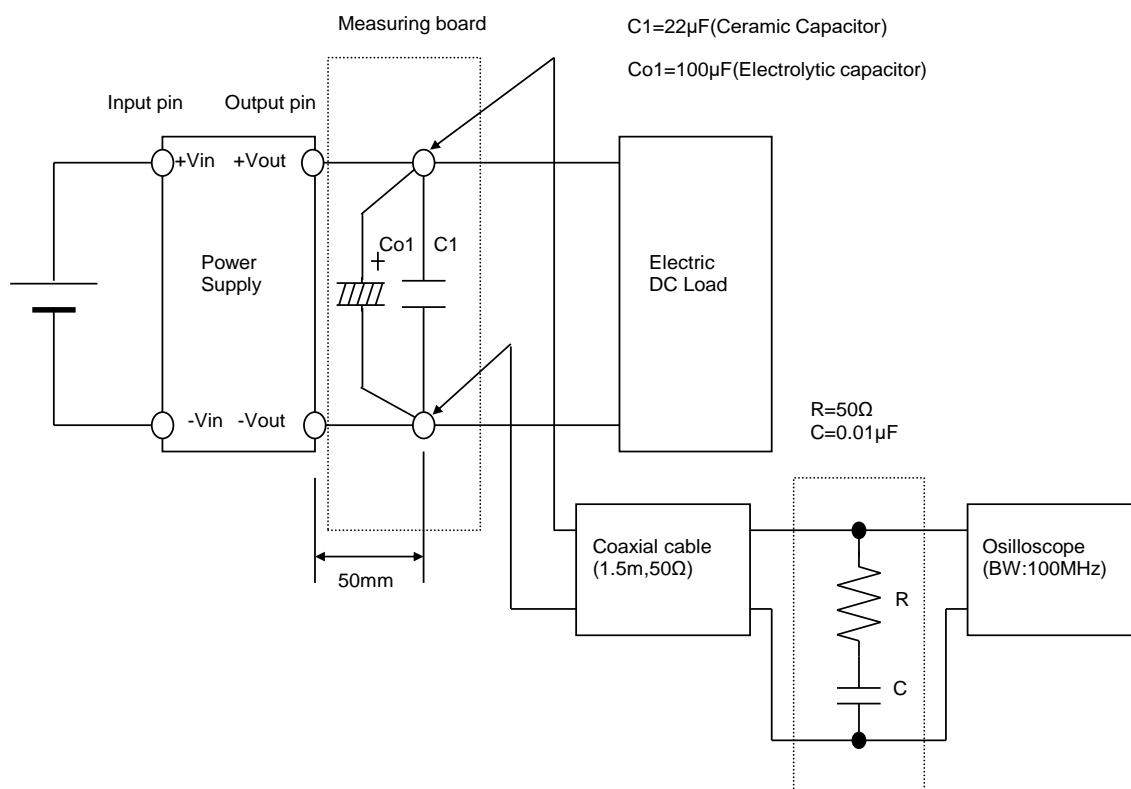 Measuring board
C1=22µF(Ceramic Capacitor)
Co1=100µF(Electrolytic capacitor)
Input pin
Output pin
+Vin
+Vout
Co1
C1
+
Power
Supply
Electric
DC Load
-Vin
-Vout
R=50Ω
C=0.01µF
50mm
Coaxial cable
(1.5m,50Ω)
R
C
Osilloscope
(BW:100MHz)